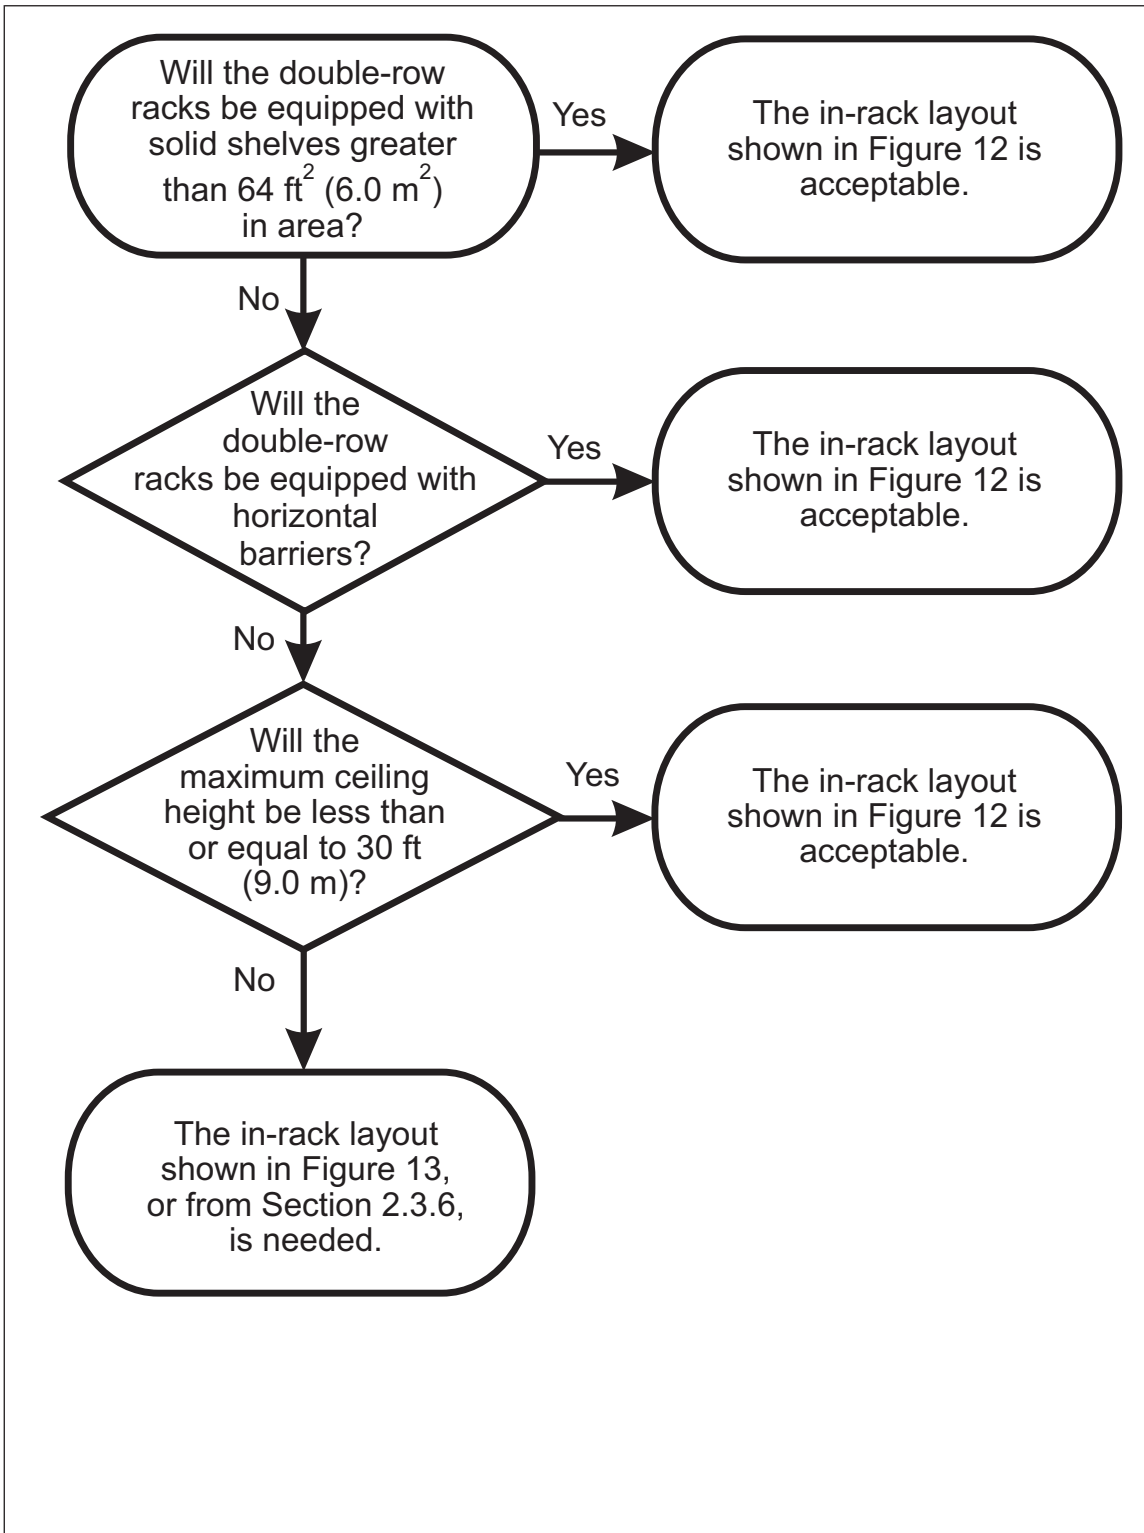 Will the double-row
racks be equipped with
solid shelves greater
than 64 ft² (6.0 m²)
in area?
Yes
The in-rack layout
shown in Figure 12 is
acceptable.
No
Will the
double-row
racks be equipped with
horizontal
barriers?
Yes
The in-rack layout
shown in Figure 12 is
acceptable.
No
Will the
maximum ceiling
height be less than
or equal to 30 ft
(9.0 m)?
Yes
The in-rack layout
shown in Figure 12 is
acceptable.
No
The in-rack layout
shown in Figure 13,
or from Section 2.3.6,
is needed.